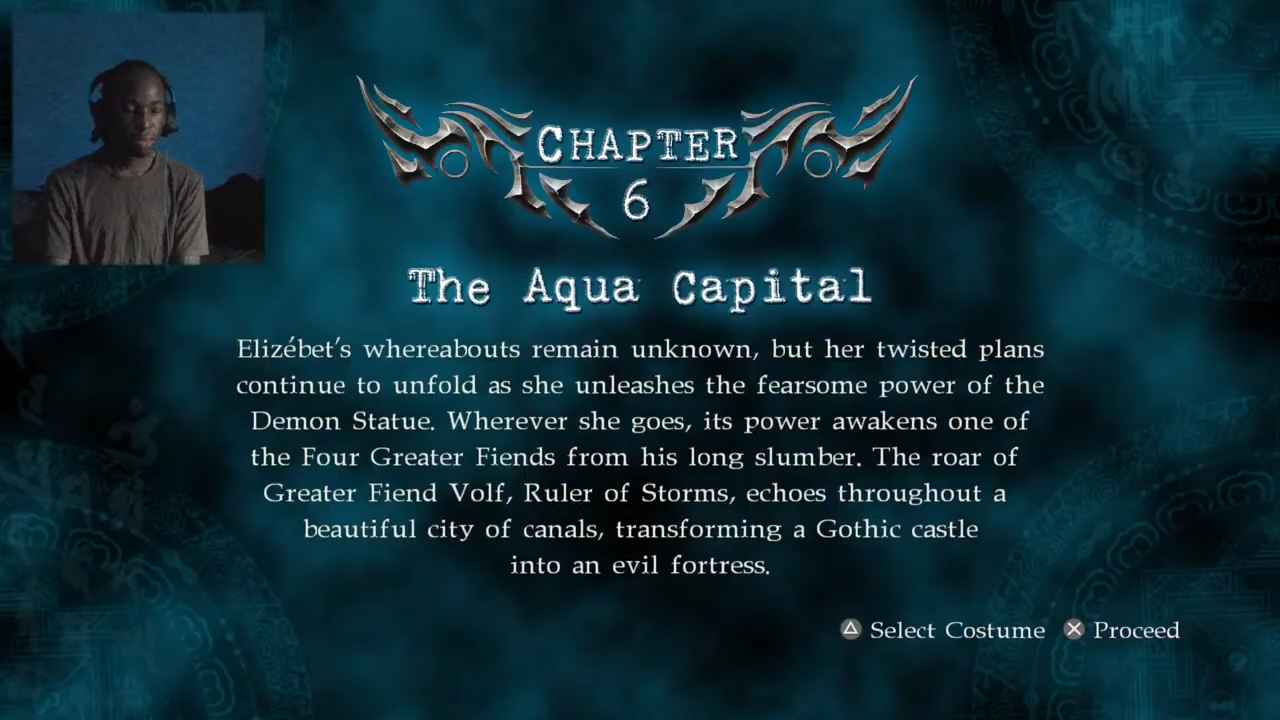 CHAPTER
6
The Aqua Capital
Elizébet's whereabouts remain unknown, but her twisted plans
continue to unfold as she unleashes the fearsome power of the
Demon Statue. Wherever she goes, its power awakens one of
the Four Greater Fiends from his long slumber. The roar of
Greater Fiend Volf, Ruler of Storms, echoes throughout a
beautiful city of canals, transforming a Gothic castle
into an evil fortress.
Select Costume Proceed